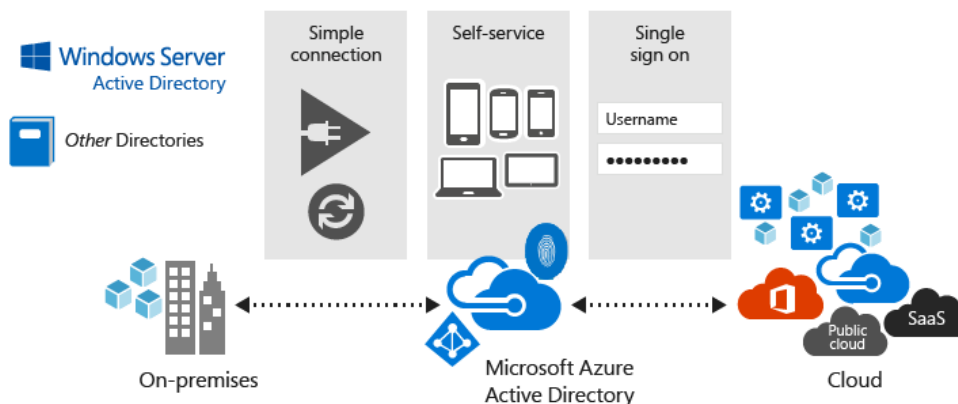 Windows Server
Active Directory
Other Directories
Simple
connection
Self-service
Single
sign on
Username
●●●●●●●●●
On-premises
Microsoft Azure
Active Directory
Public
cloud
SaaS
Cloud